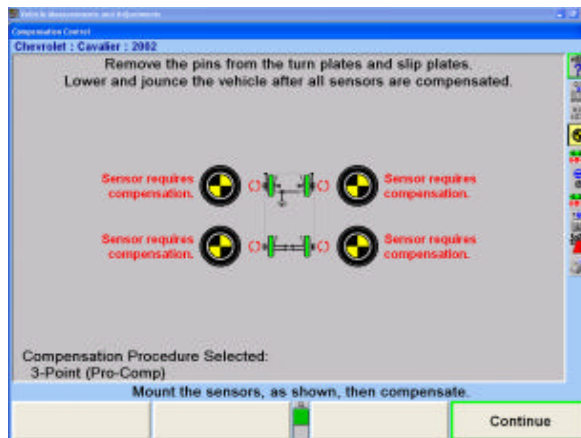 Vehicle Measurements and Adjustments
Compensation Control
Chevrolet : Cavalier : 2002
Remove the pins from the turn plates and slip plates.
Lower and jounce the vehicle after all sensors are compensated.
Sensor requires
compensation.
Sensor requires
compensation.
Sensor requires
compensation.
Sensor requires
compensation.
Compensation Procedure Selected:
3-Point (Pro-Comp)
Mount the sensors, as shown, then compensate.
Continue